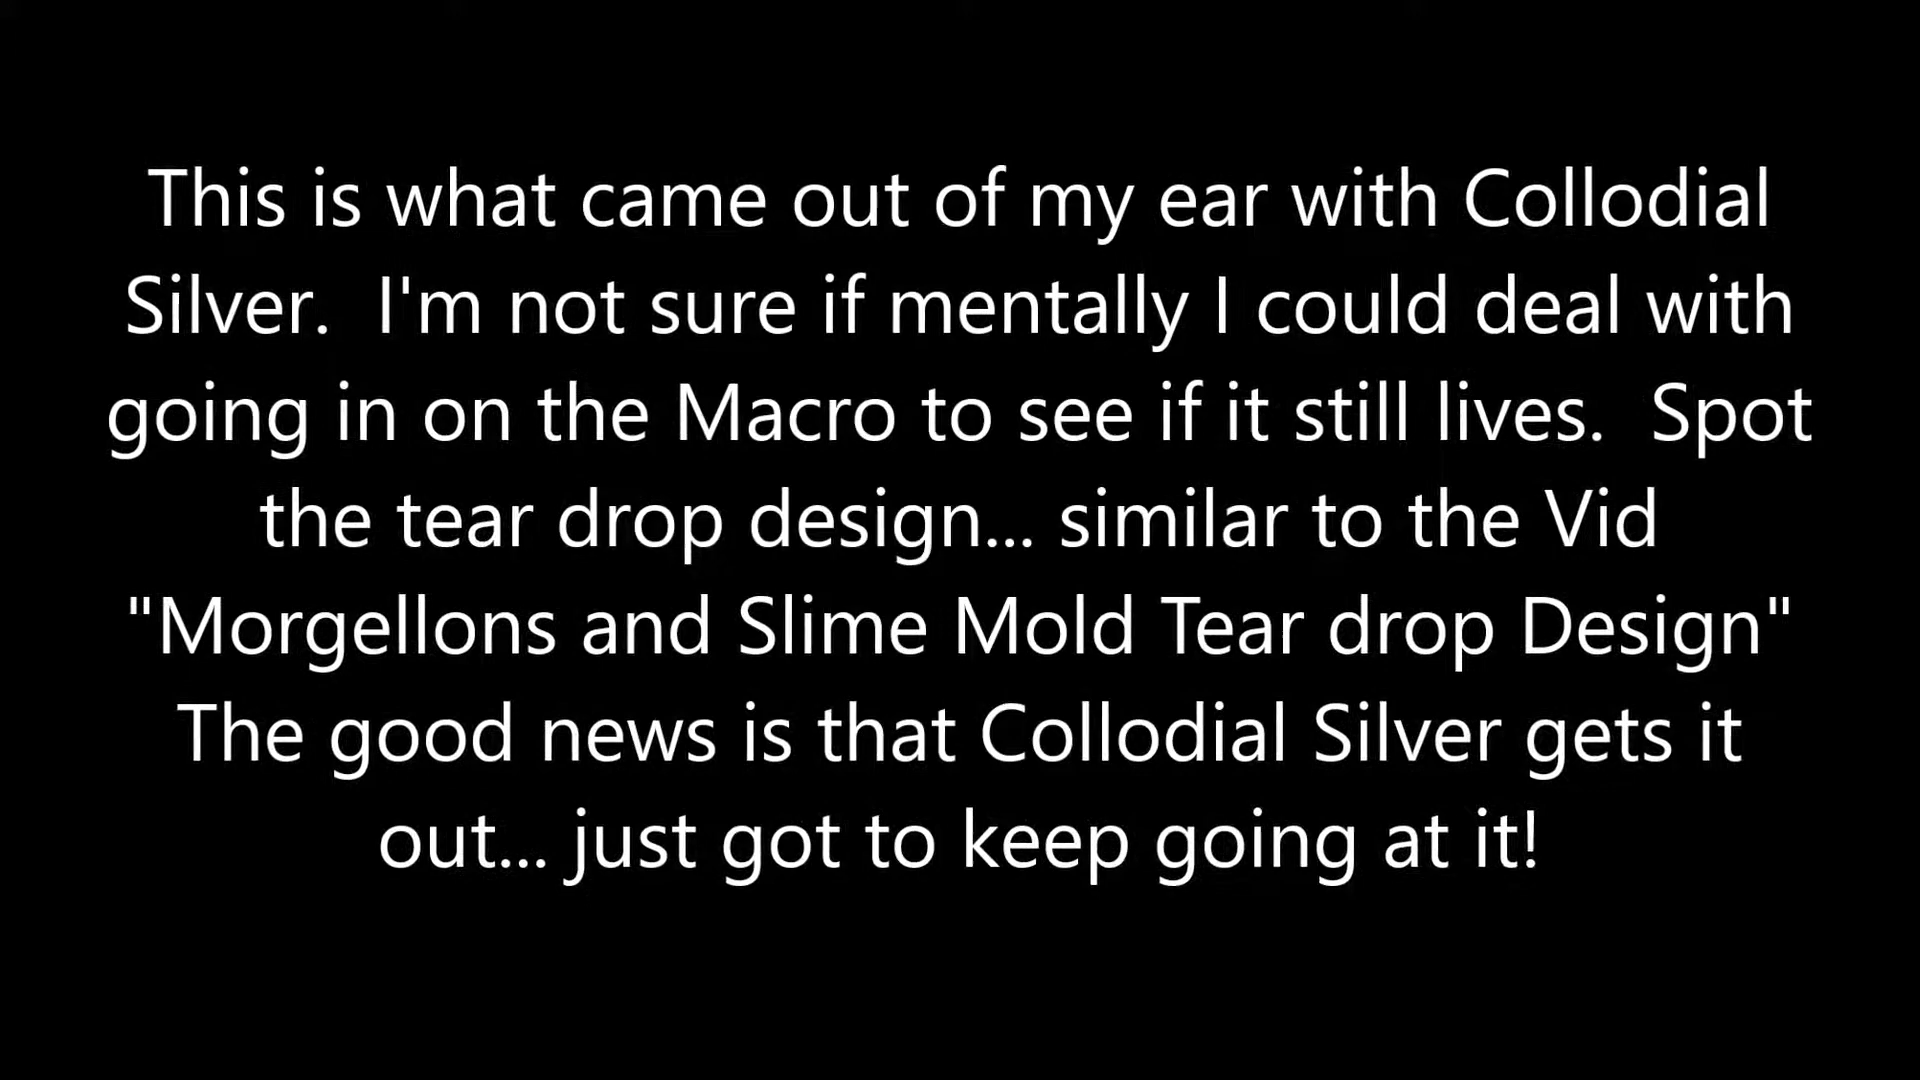 This is what came out of my ear with Collodial
Silver.  I'm not sure if mentally I could deal with
going in on the Macro to see if it still lives.  Spot
the tear drop design... similar to the Vid
"Morgellons and Slime Mold Tear drop Design"
The good news is that Collodial Silver gets it
out... just got to keep going at it!